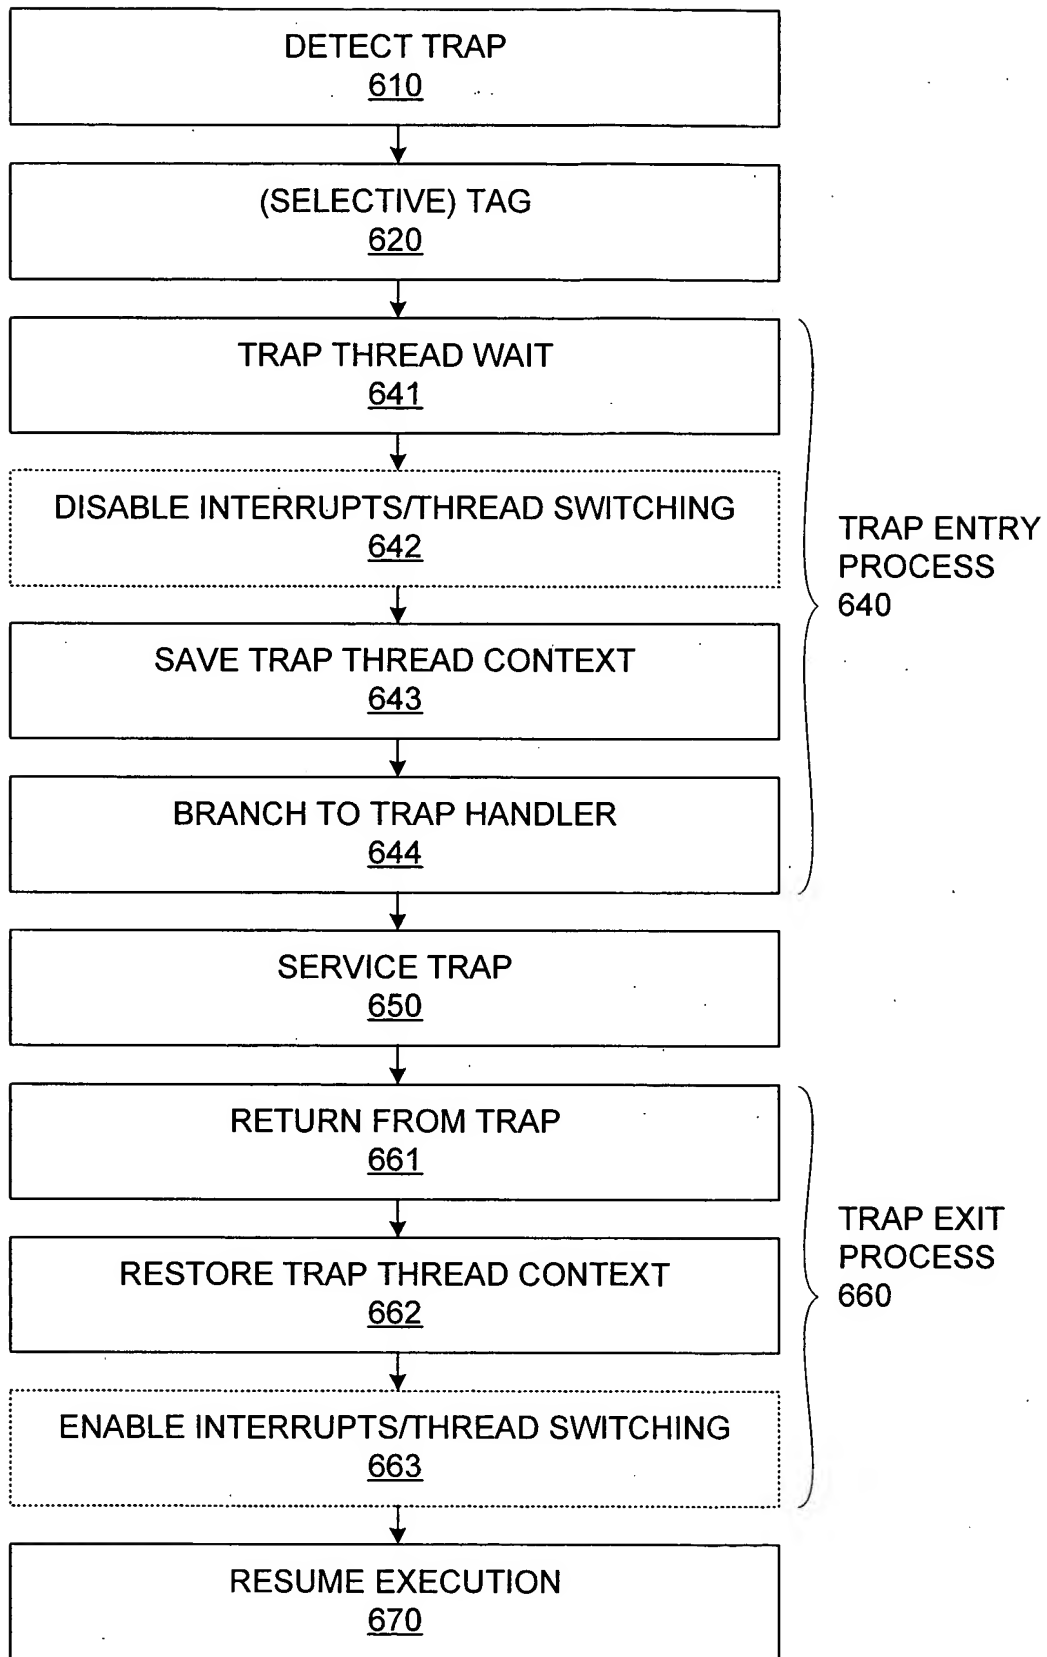 DETECT TRAP
610
(SELECTIVE) TAG
620
TRAP THREAD WAIT
641
DISABLE INTERRUPTS/THREAD SWITCHING
642
SAVE TRAP THREAD CONTEXT
643
BRANCH TO TRAP HANDLER
644
TRAP ENTRY
PROCESS
640
SERVICE TRAP
650
RETURN FROM TRAP
661
RESTORE TRAP THREAD CONTEXT
662
ENABLE INTERRUPTS/THREAD SWITCHING
663
TRAP EXIT
PROCESS
660
RESUME EXECUTION
670